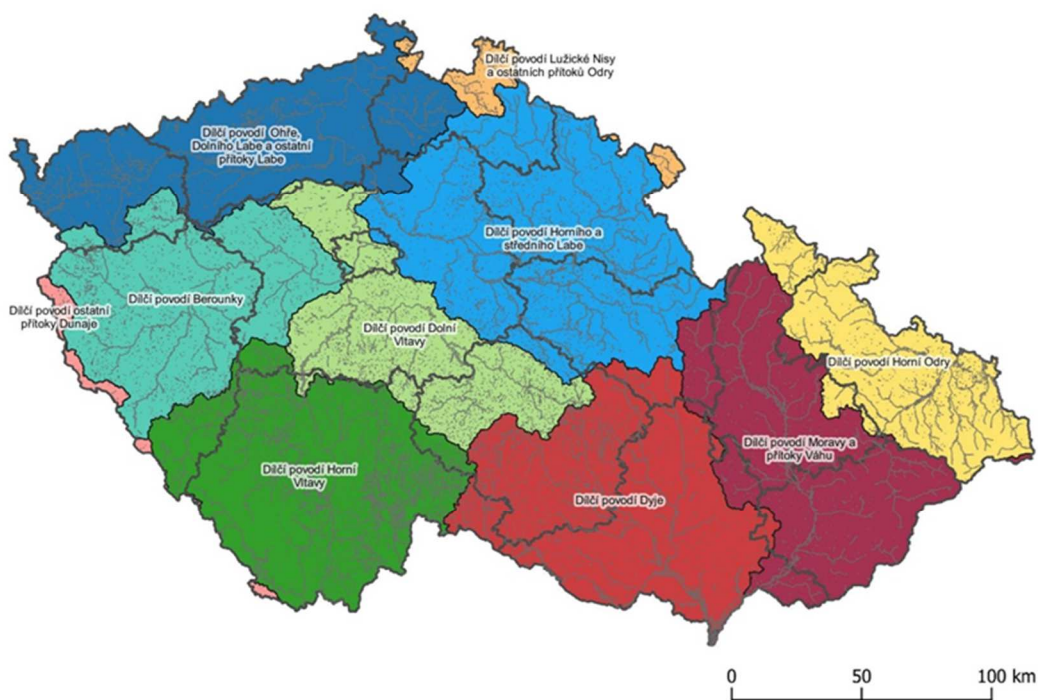 Dílčí povodí Lužické Nisy
a ostatních přítoků Odry
Dílčí povodí Ohře,
Dolního Labe a ostatní
přítoky Labe
Dílčí povodí Horního a
středního Labe
Dílčí povodí Berounky
Dílčí povodí ostatní
přítoky Dunaje
Dílčí povodí Dolní
Vltavy
Dílčí povodí Horní Odry
Dílčí povodí Moravy a
přítoky Váhu
Dílčí povodí Horní
Vltavy
Dílčí povodí Dyje
0 50 100 km